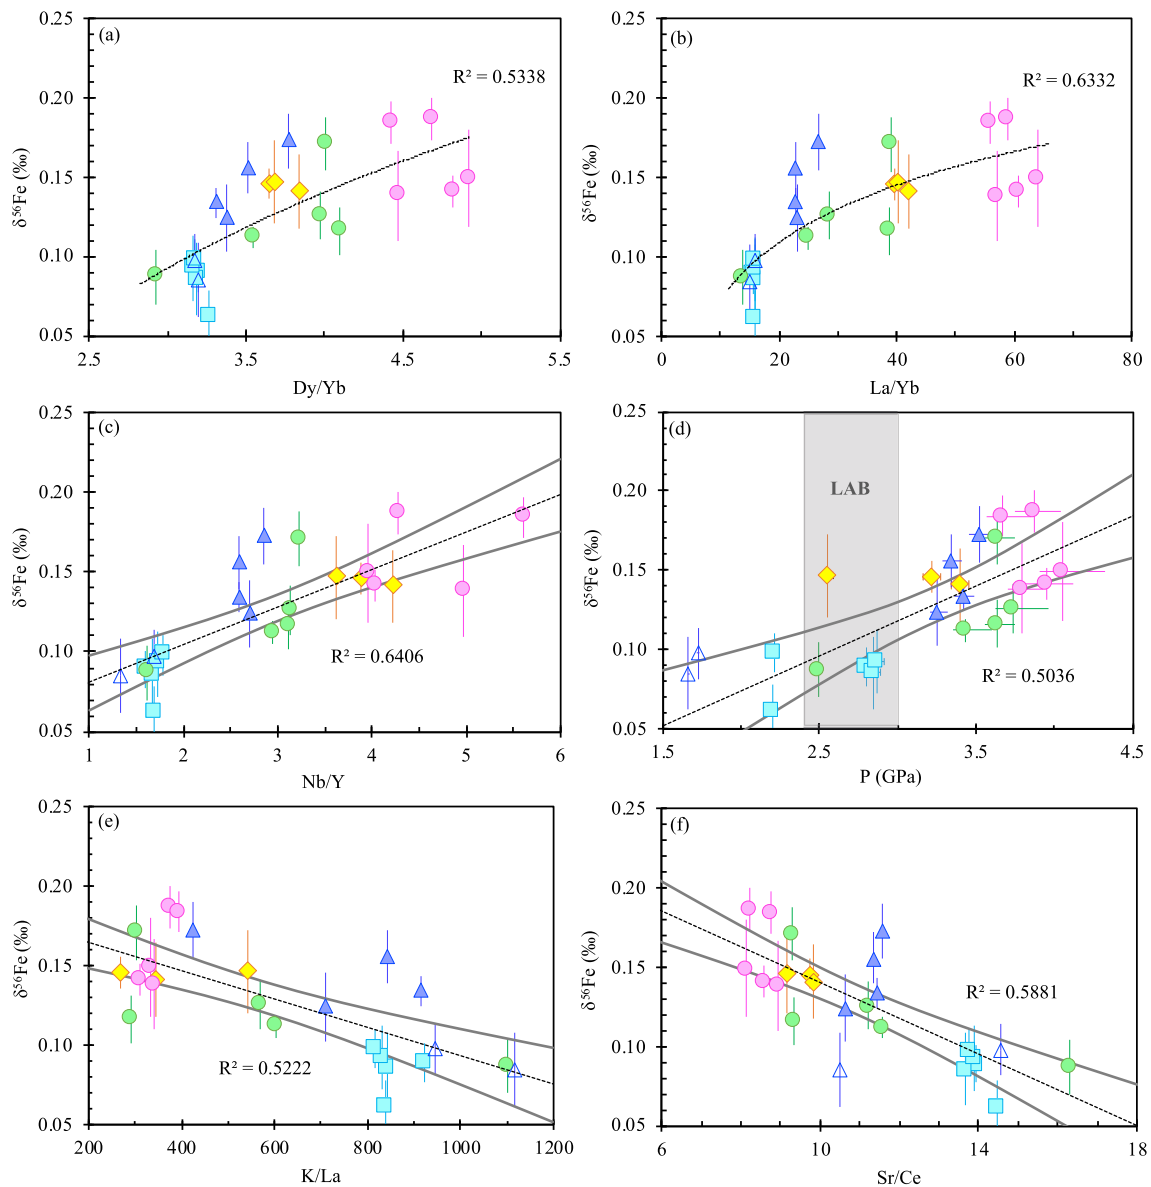 (a)
R² = 0.5338
δ⁵⁶Fe (‰)
0.25
0.20
0.15
0.10
0.05
2.5 3.5 4.5 5.5
Dy/Yb
(b)
R² = 0.6332
δ⁵⁶Fe (‰)
0.25
0.20
0.15
0.10
0.05
0 20 40 60 80
La/Yb
(c)
R² = 0.6406
δ⁵⁶Fe (‰)
0.25
0.20
0.15
0.10
0.05
1 2 3 4 5 6
Nb/Y
(d)
LAB
R² = 0.5036
δ⁵⁶Fe (‰)
0.25
0.20
0.15
0.10
0.05
1.5 2.5 3.5 4.5
P (GPa)
(e)
R² = 0.5222
δ⁵⁶Fe (‰)
0.25
0.20
0.15
0.10
0.05
200 400 600 800 1000 1200
K/La
(f)
R² = 0.5881
δ⁵⁶Fe (‰)
0.25
0.20
0.15
0.10
0.05
6 10 14 18
Sr/Ce